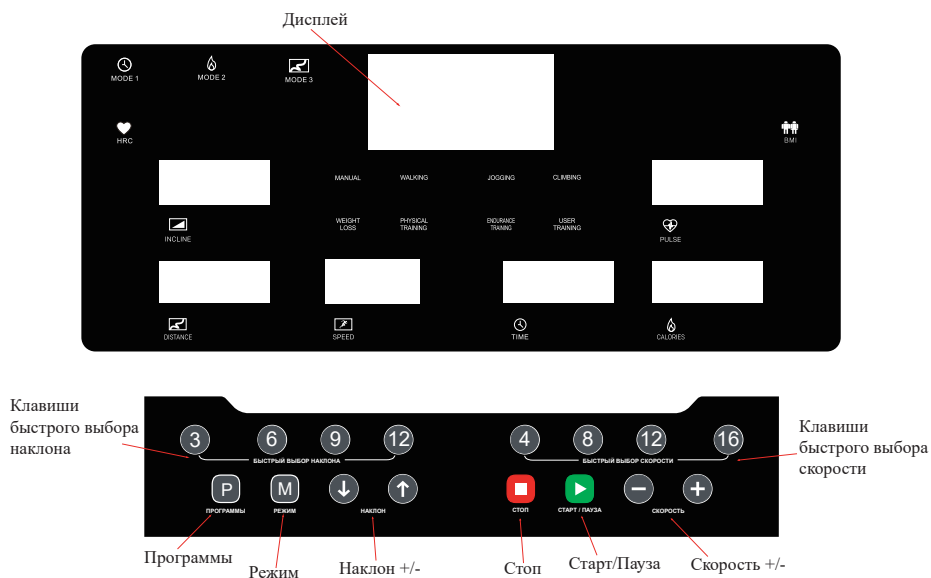 Дисплей
MODE 1
MODE 2
MODE 3
HRC
BMI
MANUAL
WALKING
JOGGING
CLIMBING
INCLINE
WEIGHT
LOSS
PHYSICAL
TRAINING
ENDURANCE
TRAINING
USER
TRAINING
PULSE
DISTANCE
SPEED
TIME
CALORIES
Клавиши
быстрого выбора
наклона
3
6
9
12
4
8
12
16
Клавиши
быстрого выбора
скорости
БЫСТРЫЙ ВЫБОР НАКЛОНА
БЫСТРЫЙ ВЫБОР СКОРОСТИ
P
M
ПРОГРАММЫ
РЕЖИМ
НАКЛОН
СТОП
СТАРТ / ПАУЗА
СКОРОСТЬ
Программы
Режим
Наклон +/-
Стоп
Старт/Пауза
Скорость +/-